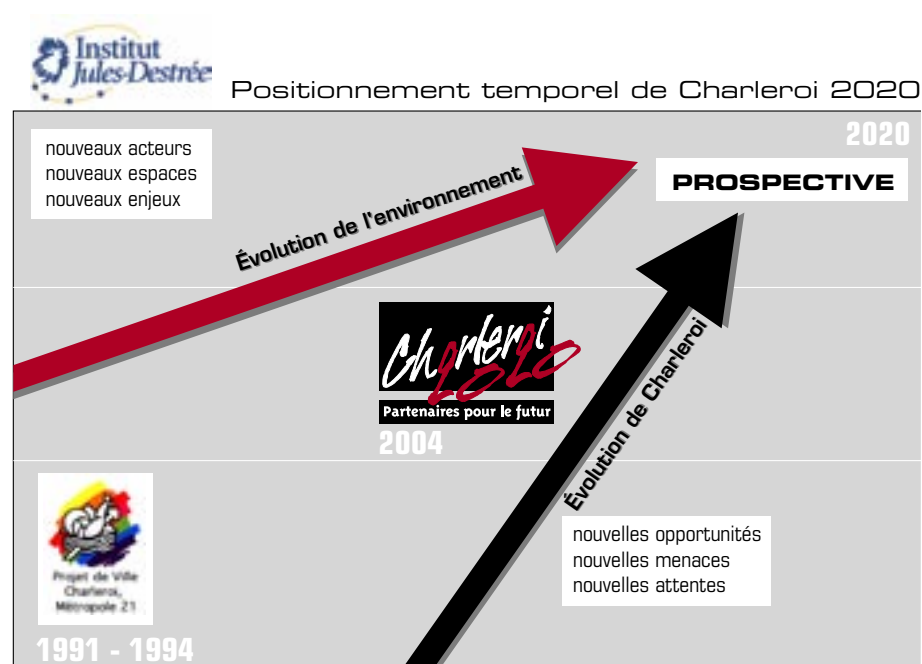 Institut
Jules-Destrée
Positionnement temporel de Charleroi 2020
2020
nouveaux acteurs
nouveaux espaces
nouveaux enjeux
PROSPECTIVE
Évolution de l'environnement
Charleroi
2020
Partenaires pour le futur
2004
Évolution de Charleroi
nouvelles opportunités
nouvelles menaces
nouvelles attentes
Projet de Ville
Charleroi,
Métropole 21
1991 - 1994